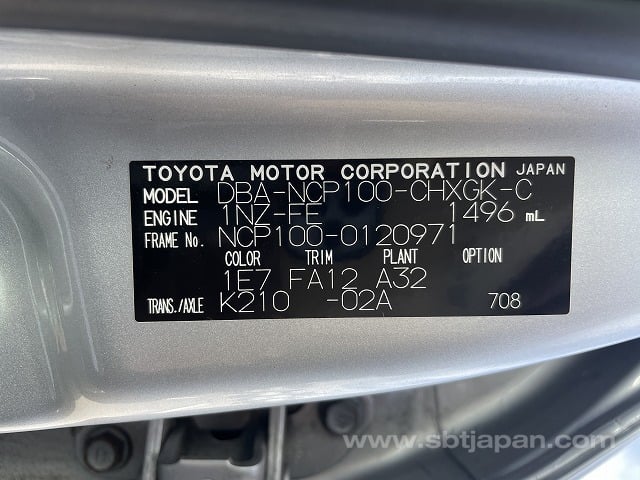 TOYOTA MOTOR CORPORATION JAPAN
MODEL DBA-NCP100-CHXGK-C
ENGINE 1NZ-FE 1496 mL
FRAME No. NCP100-0120971
COLOR TRIM PLANT OPTION
1E7 FA12 A32
TRANS./AXLE K210 -02A 708
www.sbtjapan.com